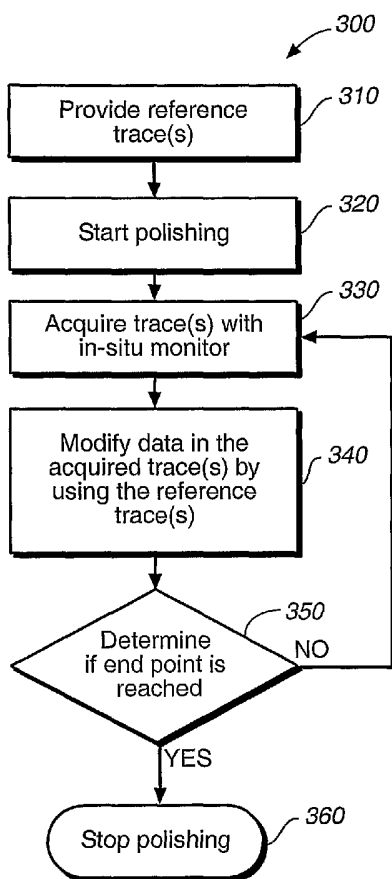 300
Provide reference
trace(s)
310
Start polishing
320
Acquire trace(s) with
in-situ monitor
330
Modify data in the
acquired trace(s) by
using the reference
trace(s)
340
Determine
if end point is
reached
350
NO
YES
Stop polishing
360